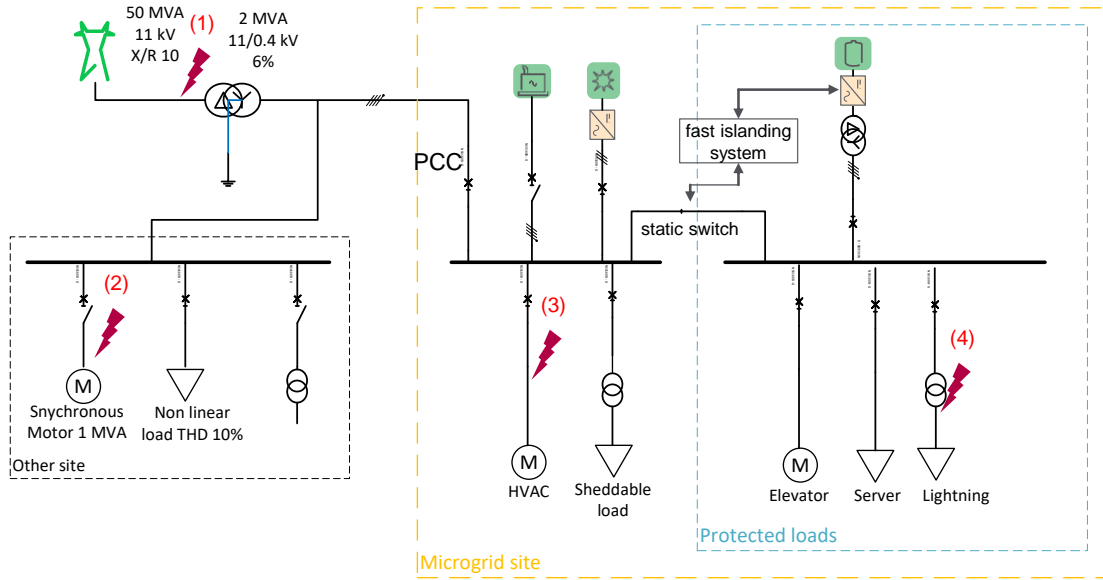 50 MVA
11 kV
X/R 10
(1)
2 MVA
11/0.4 kV
6%
PCC
fast islanding
system
static switch
(2)
(3)
(4)
M
Snychronous
Motor 1 MVA
Non linear
load THD 10%
Other site
M
HVAC
Sheddable
load
M
Elevator
Server
Lightning
Protected loads
Microgrid site